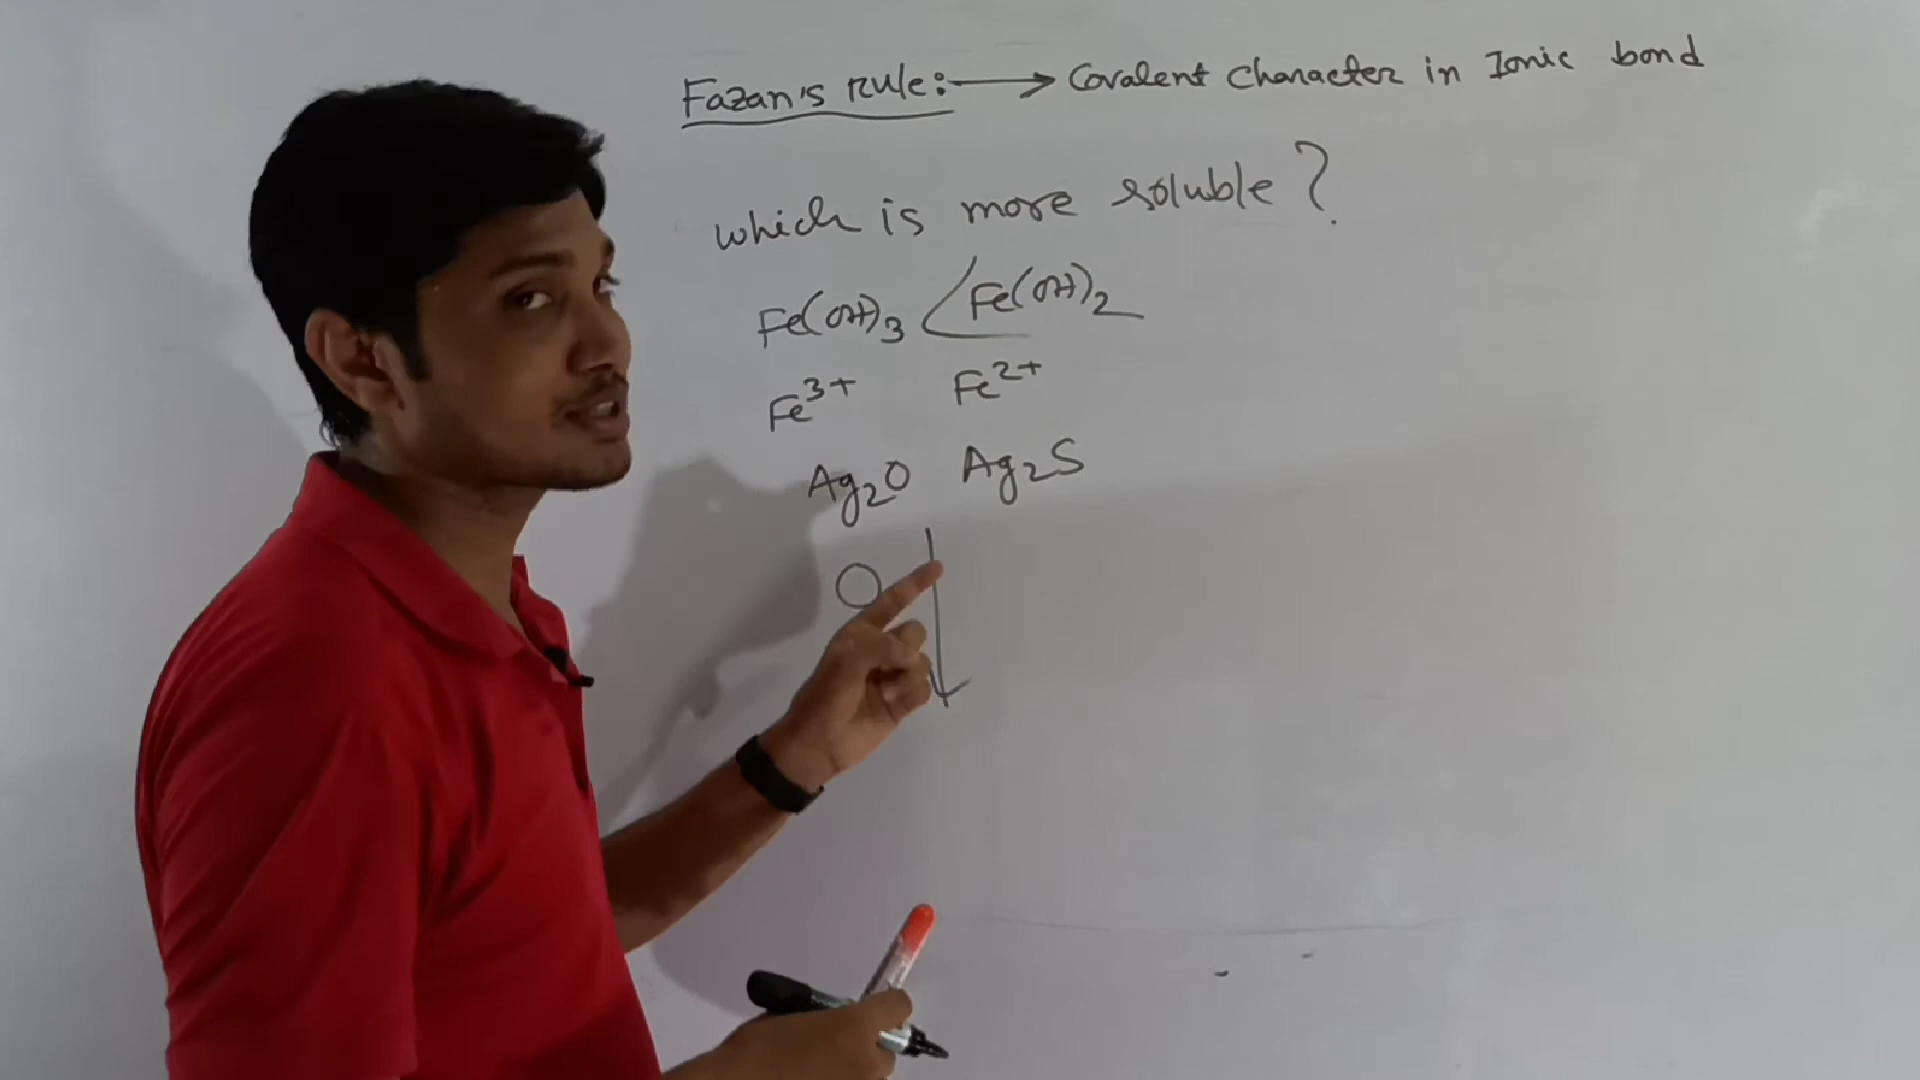 Fazan's Rule: → Covalent Character in Ionic bond
which is more soluble ?
Fe(OH)₃ < Fe(OH)₂
Fe³⁺ Fe²⁺
Ag₂O Ag₂S
O